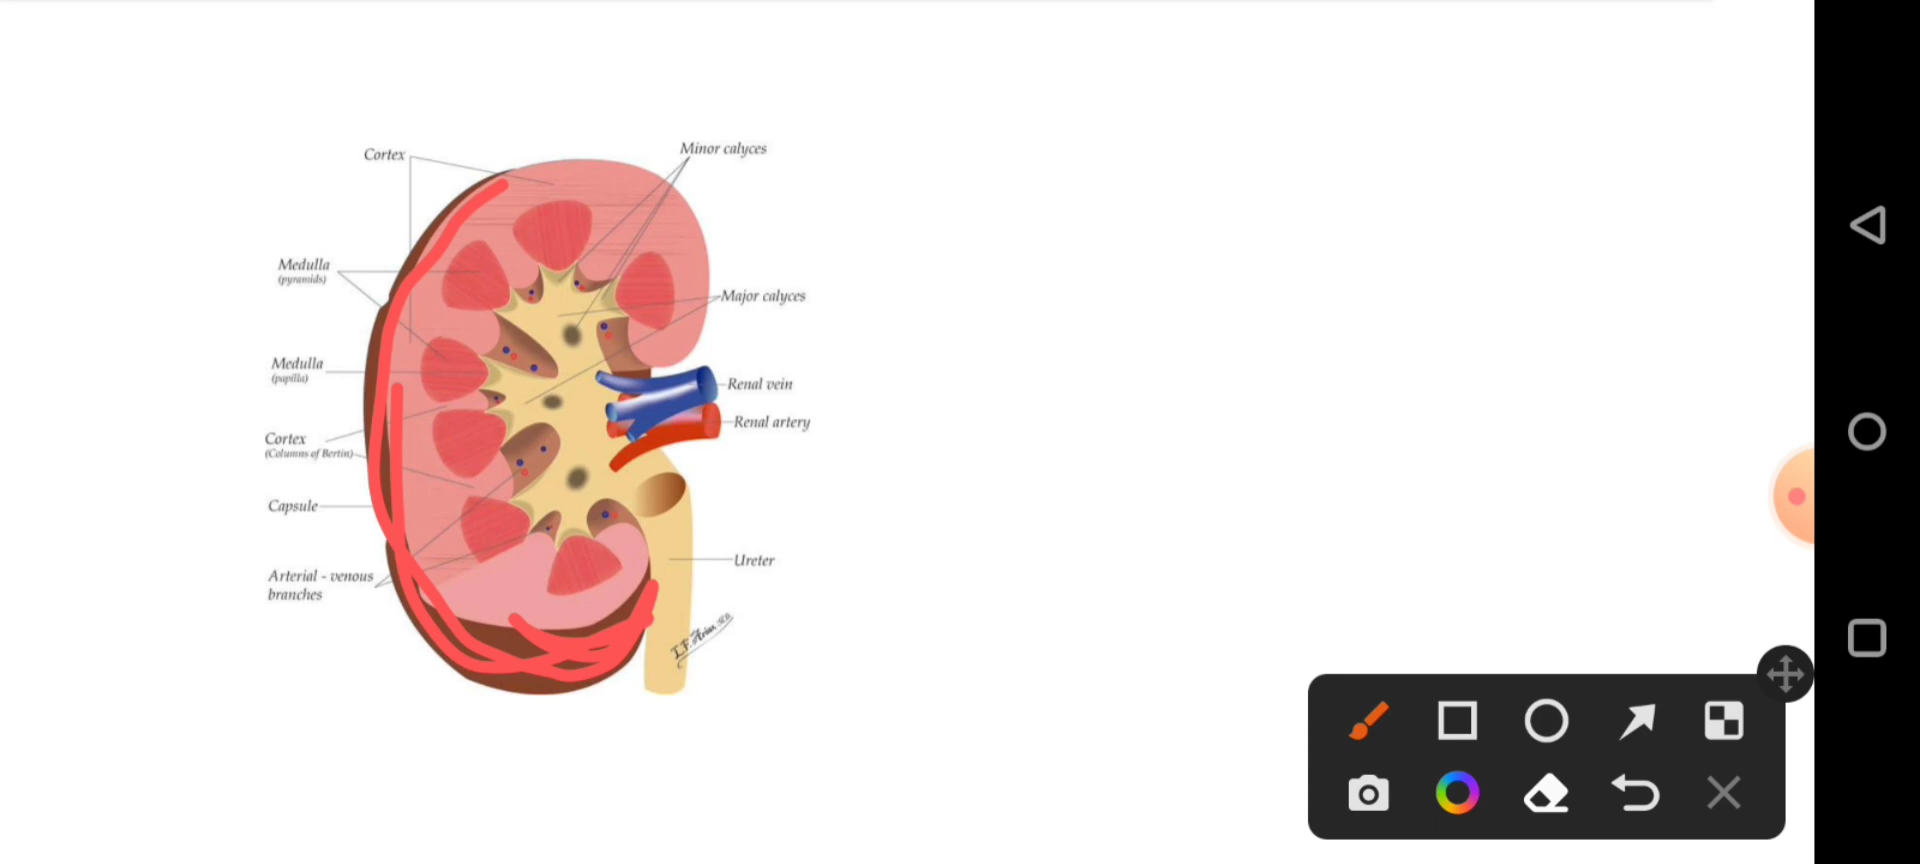 Cortex
Minor calyces
Medulla
(pyramids)
Major calyces
Medulla
(papilla)
Renal vein
Renal artery
Cortex
(Columns of Bertin)
Capsule
Ureter
Arterial - venous
branches